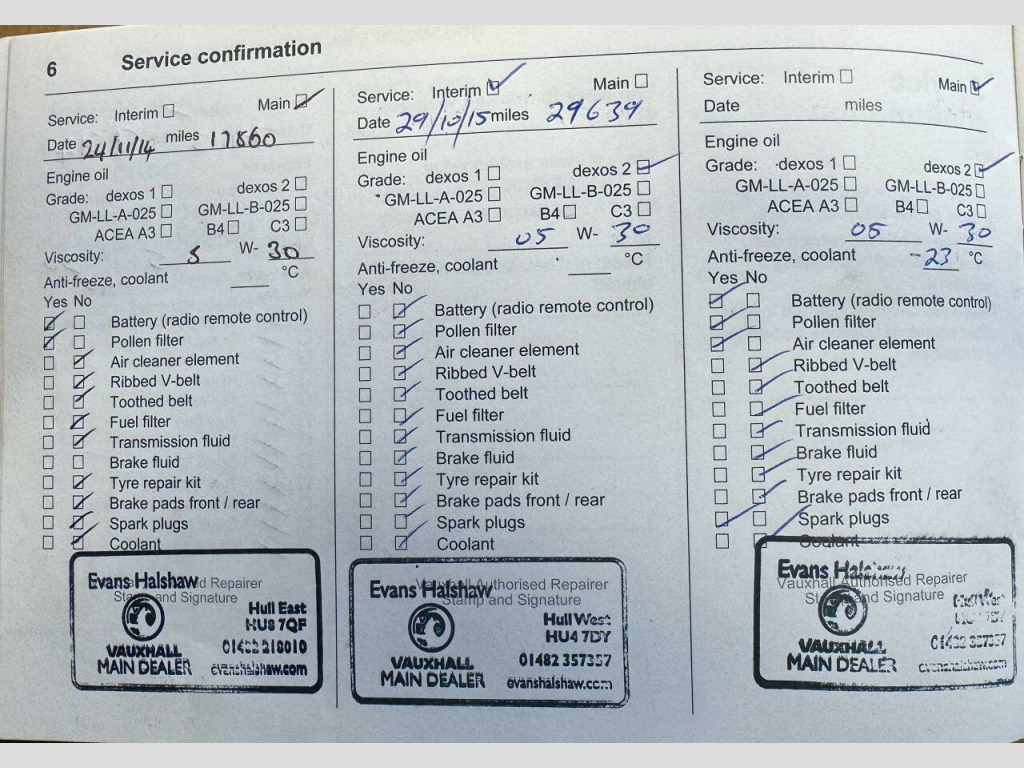 6 Service confirmation
Service: Interim Main
Date 24/11/14 miles 17860
Engine oil
Grade: dexos 1 dexos 2
GM-LL-A-025 GM-LL-B-025
ACEA A3 B4 C3
Viscosity: 5 W- 30
Anti-freeze, coolant °C
Yes No
Battery (radio remote control)
Pollen filter
Air cleaner element
Ribbed V-belt
Toothed belt
Fuel filter
Transmission fluid
Brake fluid
Tyre repair kit
Brake pads front / rear
Spark plugs
Coolant
Evans Halshaw Repairer
Stamp and Signature
Hull East
HU8 7QF
VAUXHALL 01482 218010
MAIN DEALER evanshalshaw.com
Service: Interim Main
Date 29/10/15 miles 29639
Engine oil
Grade: dexos 1 dexos 2
GM-LL-A-025 GM-LL-B-025
ACEA A3 B4 C3
Viscosity: 05 W- 30
Anti-freeze, coolant °C
Yes No
Battery (radio remote control)
Pollen filter
Air cleaner element
Ribbed V-belt
Toothed belt
Fuel filter
Transmission fluid
Brake fluid
Tyre repair kit
Brake pads front / rear
Spark plugs
Coolant
Vauxhall Authorised Repairer
Evans Halshaw
Stamp and Signature
Hull West
HU4 7DY
VAUXHALL 01482 357357
MAIN DEALER evanshalshaw.com
Service: Interim Main
Date miles
Engine oil
Grade: dexos 1 dexos 2
GM-LL-A-025 GM-LL-B-025
ACEA A3 B4 C3
Viscosity: 05 W- 30
Anti-freeze, coolant -23 °C
Yes No
Battery (radio remote control)
Pollen filter
Air cleaner element
Ribbed V-belt
Toothed belt
Fuel filter
Transmission fluid
Brake fluid
Tyre repair kit
Brake pads front / rear
Spark plugs
Coolant
Evans Halshaw
Vauxhall Authorised Repairer
Stamp and Signature
VAUXHALL 01482 357357
MAIN DEALER evanshalshaw.com